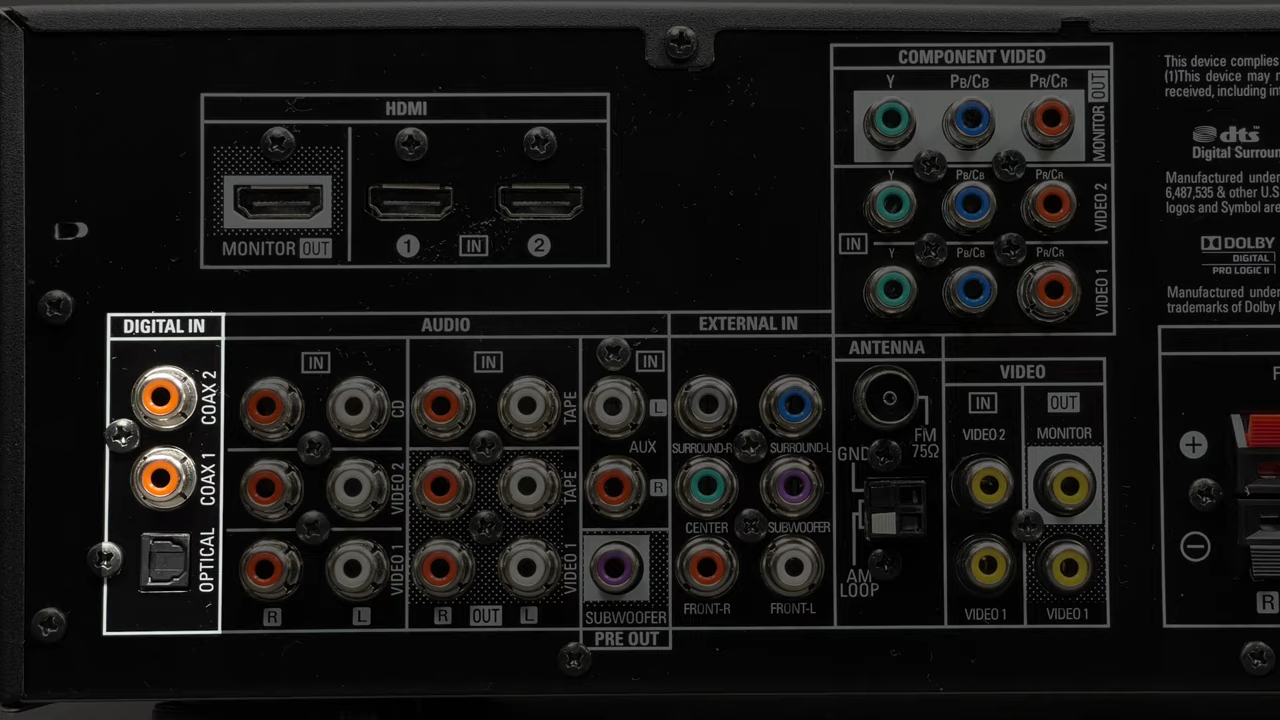 HDMI
MONITOR OUT
1 IN 2
COMPONENT VIDEO
Y PB/CB PR/CR
MONITOR OUT
Y PB/CB PR/CR
VIDEO 2
IN
Y PB/CB PR/CR
VIDEO 1
This device complies
(1)This device may
received, including
dts
Digital
Manufactured under
6,487,535 & other U.S
logos and Symbol are
DOLBY
DIGITAL
PRO LOGIC II
Manufactured under
trademarks of Dolby
DIGITAL IN
COAX 2
COAX 1
OPTICAL
AUDIO
IN
CD
VIDEO 2
VIDEO 1
R L
IN
TAPE
TAPE
VIDEO 1
R OUT L
IN
L
AUX
R
SUBWOOFER
PRE OUT
EXTERNAL IN
SURROUND-R SURROUND-L
CENTER SUBWOOFER
FRONT-R FRONT-L
ANTENNA
FM
75Ω
GND
AM
LOOP
VIDEO
IN OUT
VIDEO 2 MONITOR
VIDEO 1 VIDEO 1
+
−
R